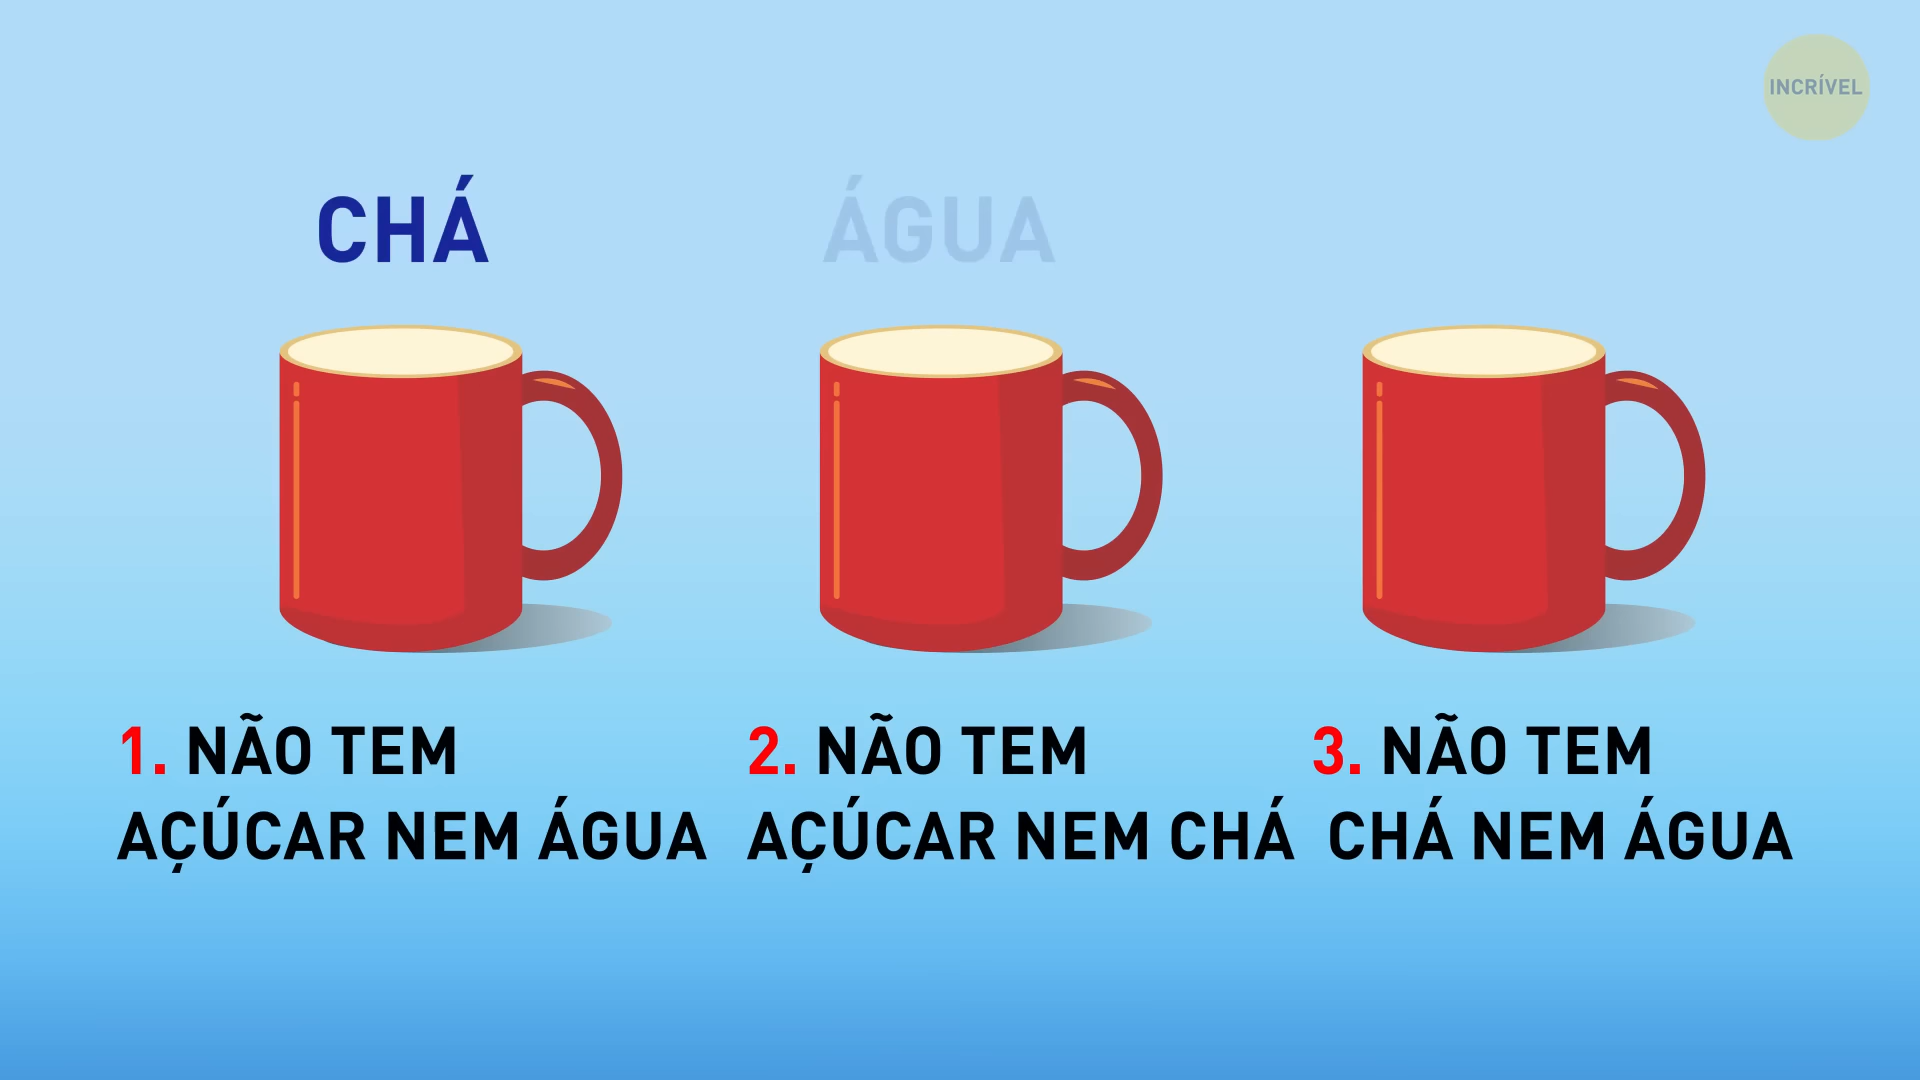 INCRÍVEL
CHÁ
ÁGUA
1. NÃO TEM
AÇÚCAR NEM ÁGUA
2. NÃO TEM
AÇÚCAR NEM CHÁ
3. NÃO TEM
CHÁ NEM ÁGUA